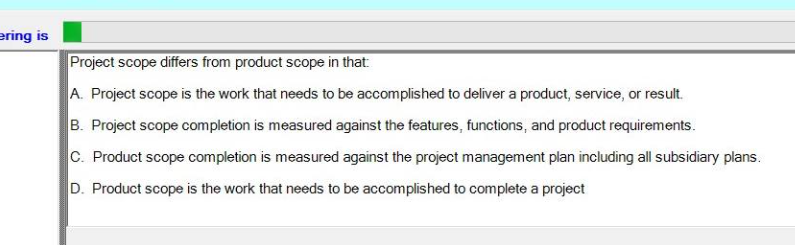 ering is
Project scope differs from product scope in that:
A. Project scope is the work that needs to be accomplished to deliver a product, service, or result.
B. Project scope completion is measured against the features, functions, and product requirements.
C. Product scope completion is measured against the project management plan including all subsidiary plans.
D. Product scope is the work that needs to be accomplished to complete a project